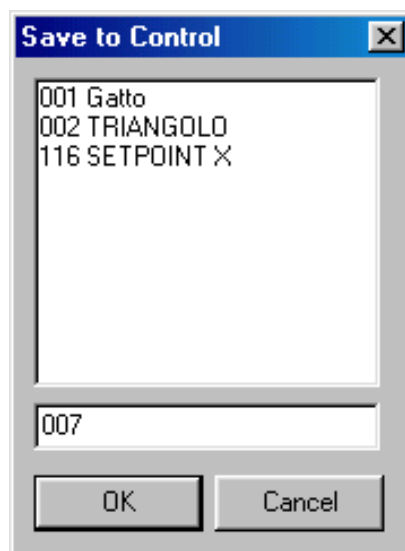 Save to Control
001 Gatto
002 TRIANGOLO
116 SETPOINT X
007
OK
Cancel